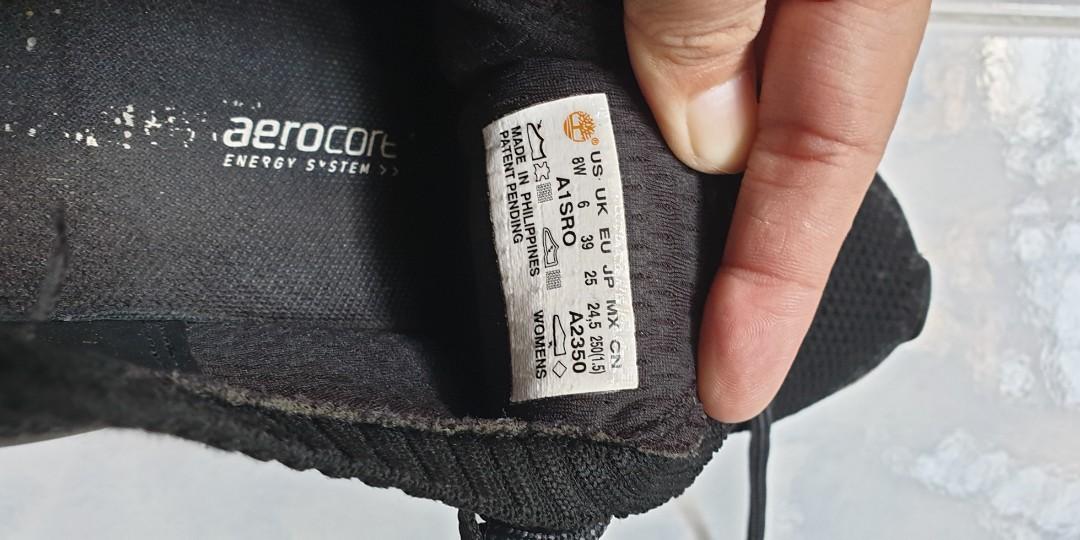 aerocore
ENERGY SYSTEM >>
US UK EU JP MX CN
8W 6 39 25 24,5 250(1.5)
A1SRO A2350
MADE IN PHILIPPINES WOMENS
PATENT PENDING